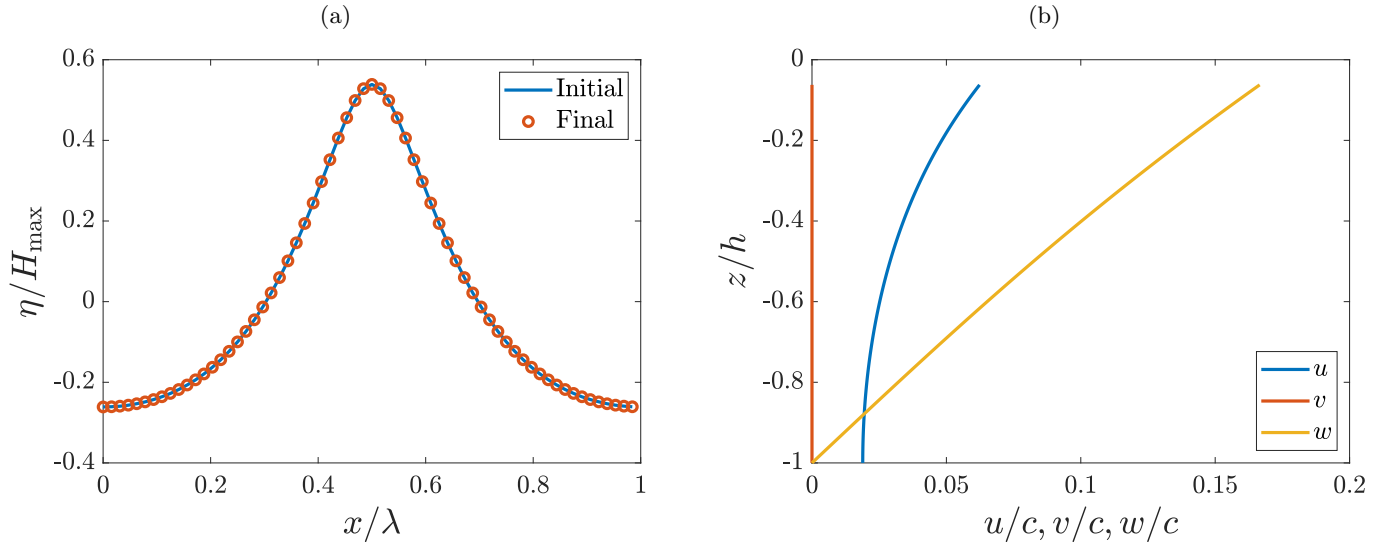 (a)
0.6
0.4
0.2
0
-0.2
-0.4
0
0.2
0.4
0.6
0.8
1
η/H_max
x/λ
Initial
Final
(b)
0
-0.2
-0.4
-0.6
-0.8
-1
0
0.05
0.1
0.15
0.2
z/h
u/c, v/c, w/c
u
v
w